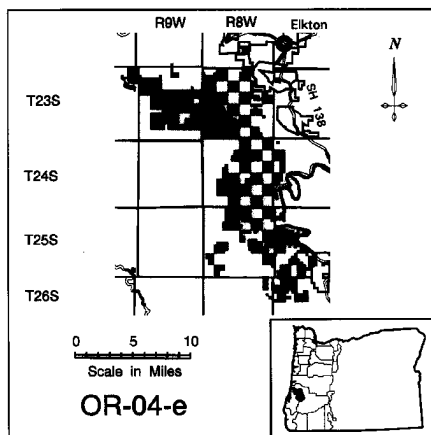 R9W R8W Elkton
N
T23S
SH 138
T24S
T25S
T26S
0 5 10
Scale in Miles
OR-04-e